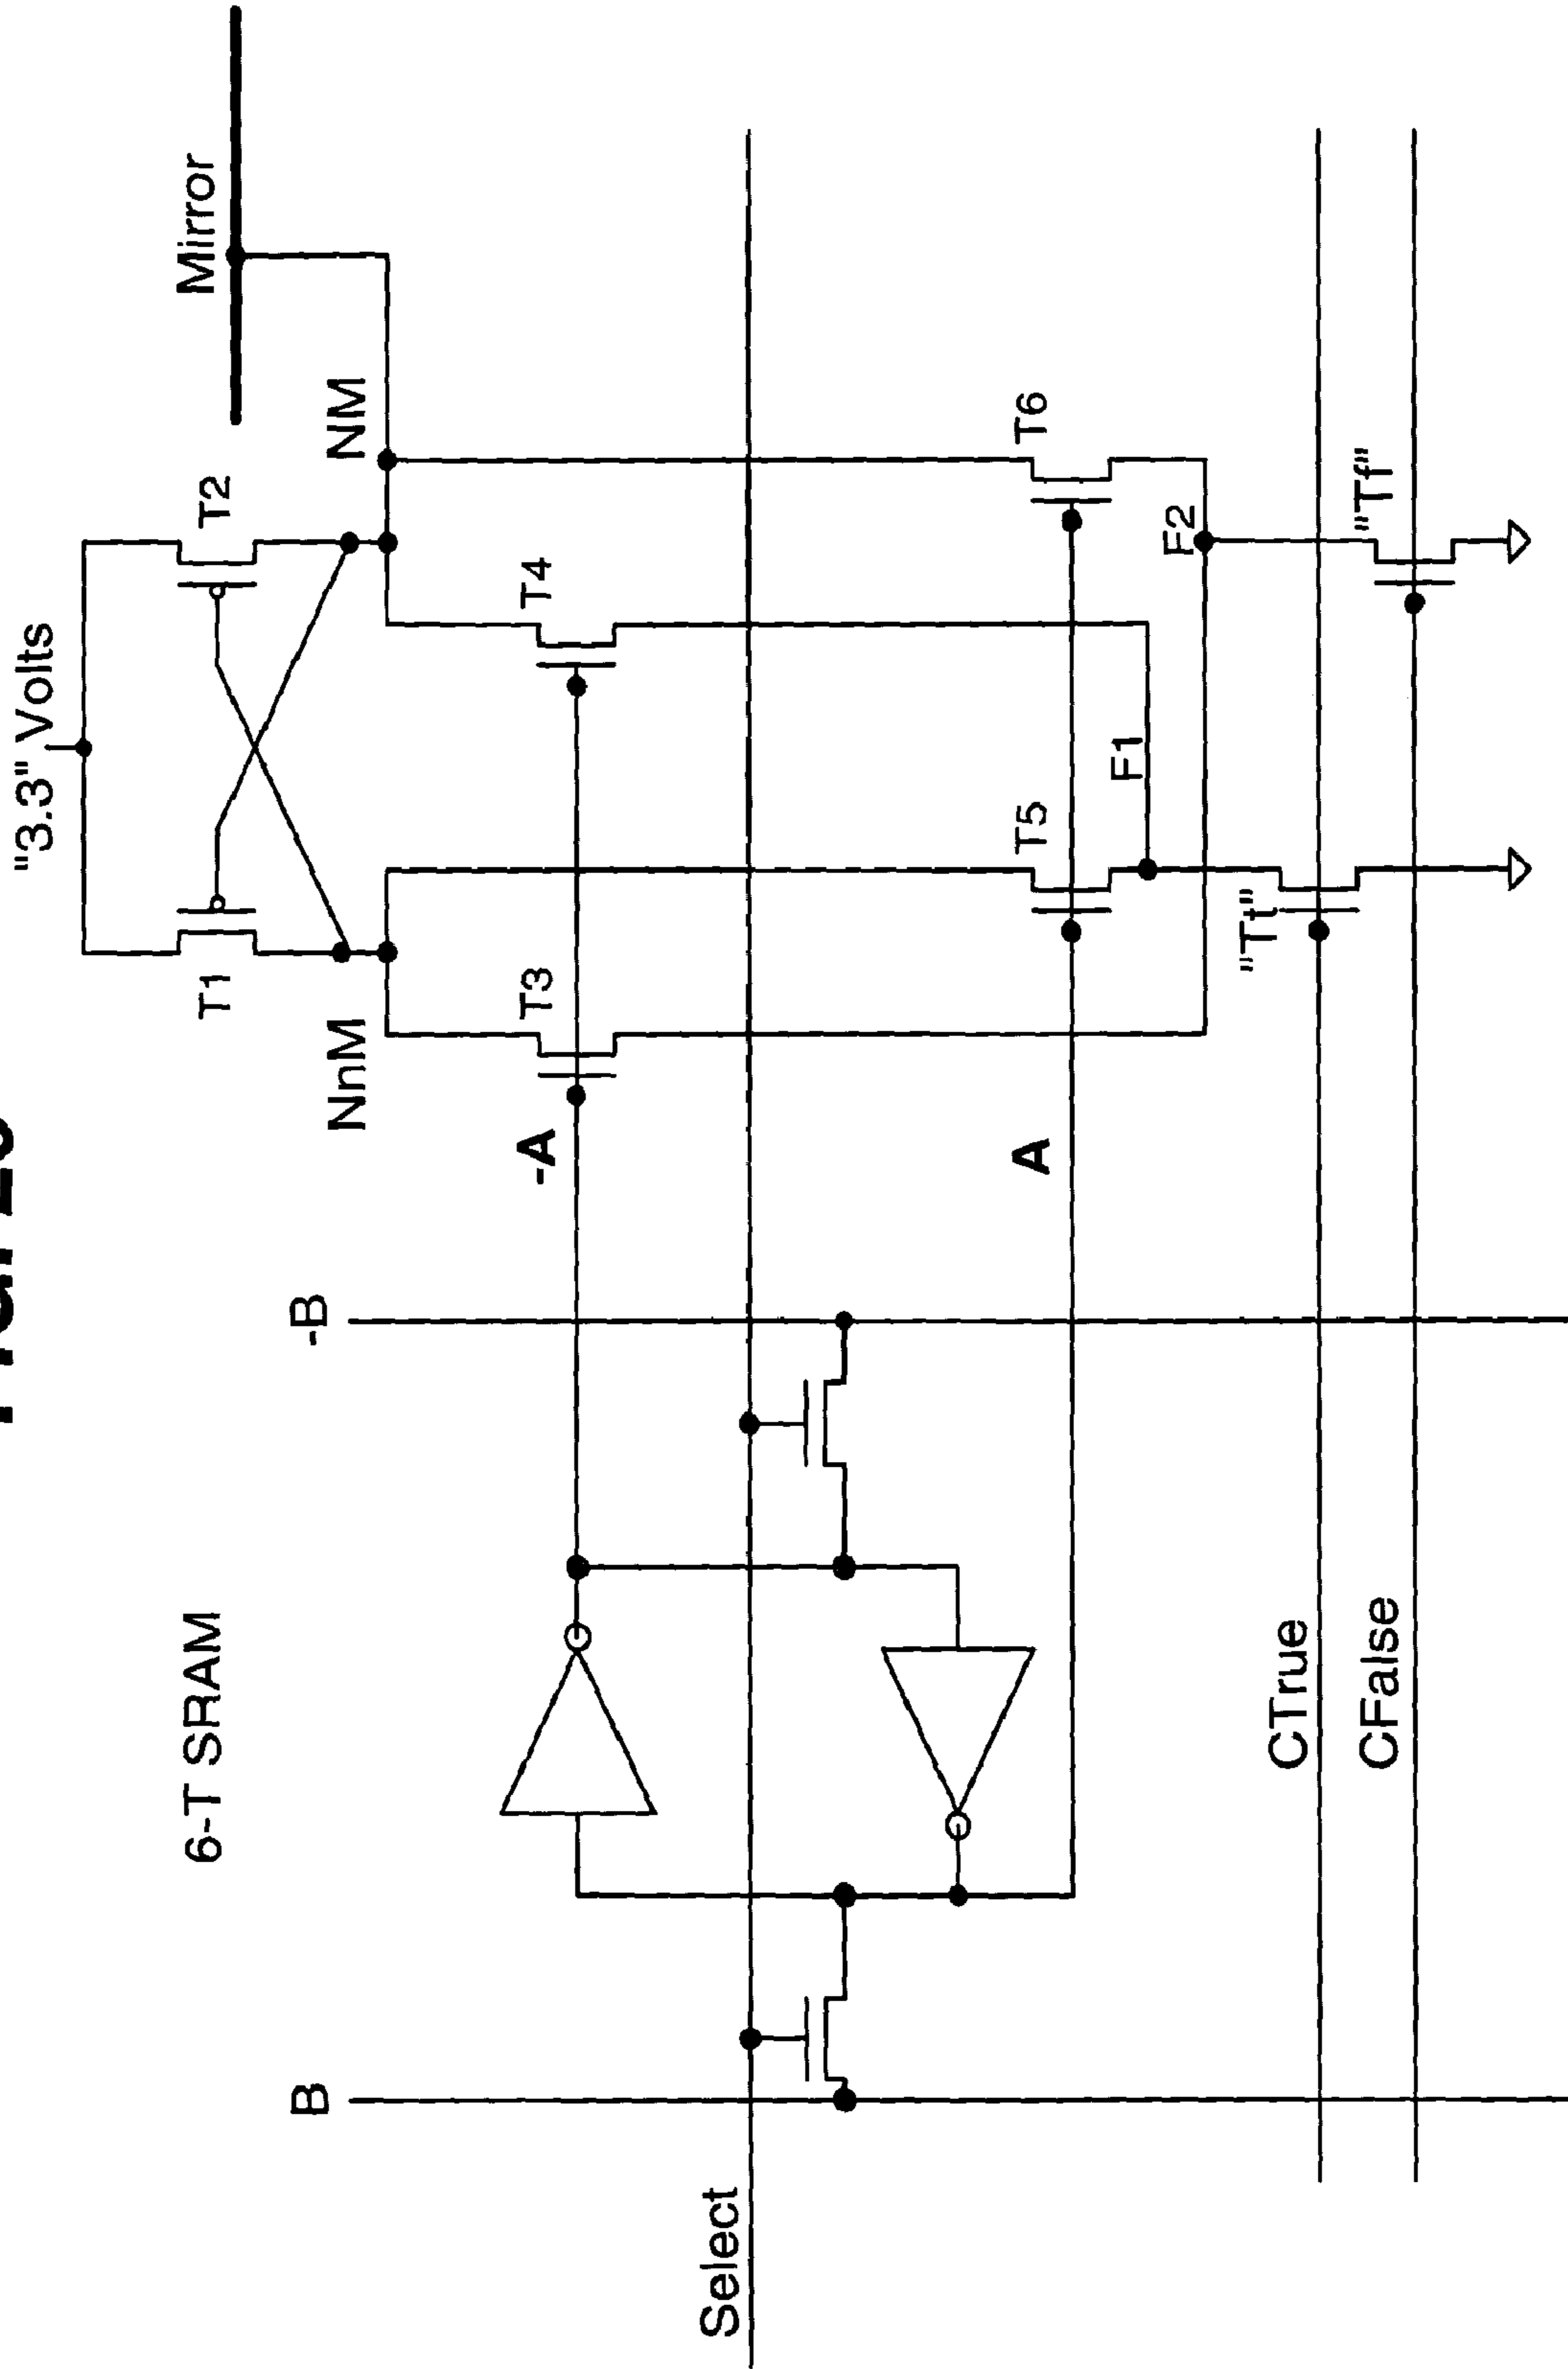 "3.3" Volts
Mirror
T1
T2
NnM
NM
6-T SRAM
B
-B
-A
T3
T4
Select
A
T5
T6
F1
F2
"Tt"
"Tf"
CTrue
CFalse